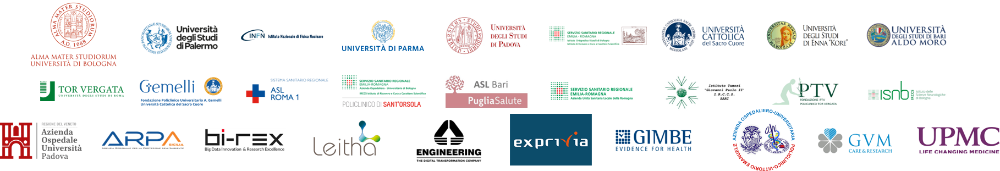 ALMA MATER STUDIORUM
A.D. 1088
ALMA MATER STUDIORUM
UNIVERSITÀ DI BOLOGNA
Università
degli Studi
di Palermo
INFN Istituto Nazionale di Fisica Nucleare
UNIVERSITÀ DI PARMA
UNIVERSITÀ
DEGLI STUDI
DI PADOVA
SERVIZIO SANITARIO REGIONALE
EMILIA - ROMAGNA
Istituto Ortopedico Rizzoli di Bologna
Istituto di Ricovero e Cura a Carattere Scientifico
UNIVERSITÀ
CATTOLICA
del Sacro Cuore
UNIVERSITÀ
DEGLI STUDI
DI ENNA "KORE"
UNIVERSITÀ
DEGLI STUDI DI BARI
ALDO MORO
TOR VERGATA
UNIVERSITÀ DEGLI STUDI DI ROMA
Gemelli
Fondazione Policlinico Universitario A. Gemelli
Università Cattolica del Sacro Cuore
SISTEMA SANITARIO REGIONALE
ASL
ROMA 1
SERVIZIO SANITARIO REGIONALE
EMILIA-ROMAGNA
Azienda Ospedaliero - Universitaria di Bologna
IRCCS Istituto di Ricovero e Cura a Carattere Scientifico
POLICLINICO DI SANT'ORSOLA
ASL Bari
PugliaSalute
SERVIZIO SANITARIO REGIONALE
EMILIA-ROMAGNA
Azienda Unità Sanitaria Locale della Romagna
Istituto Tumori
"Giovanni Paolo II"
I.R.C.C.S.
BARI
PTV
FONDAZIONE PTV
POLICLINICO TOR VERGATA
isnb
IRCCS
Istituto delle
Scienze Neurologiche
di Bologna
REGIONE DEL VENETO
Azienda
Ospedale
Università
Padova
ARPA
SICILIA
AGENZIA REGIONALE PER LA PROTEZIONE DELL'AMBIENTE
bi-rex
Big Data Innovation & Research Excellence
Leitha
ENGINEERING
THE DIGITAL TRANSFORMATION COMPANY
exprivia
GIMBE
EVIDENCE FOR HEALTH
AZIENDA OSPEDALIERO-UNIVERSITARIA
POLICLINICO-VITTORIO EMANUELE
GVM
CARE & RESEARCH
UPMC
LIFE CHANGING MEDICINE